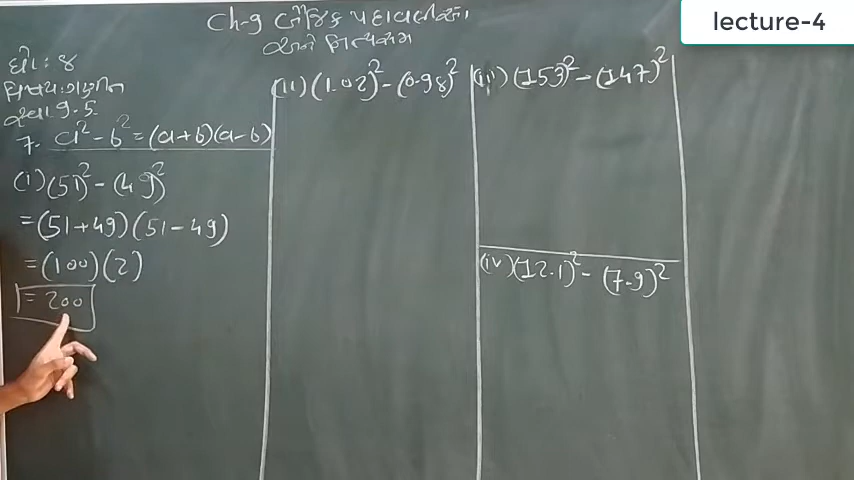 lecture-4
Ch-9 બૈજિક પદાવલીઓ
અને નિત્યસમ
ધો: ૪
વિષય: ગણિત
સ્વા. 9.5
7. a² - b² = (a+b)(a-b)
(i) (51)² - (49)²
= (51+49)(51-49)
= (100)(2)
= 200
(ii) (1.02)² - (0.98)²
(iii) (153)² - (147)²
(iv) (12.1)² - (7.9)²